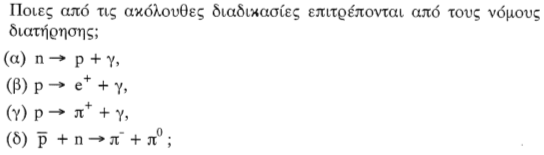 Ποιες από τις ακόλουθες διαδικασίες επιτρέπονται από τους νόμους
διατήρησης;
(α) n → p + γ,
(β) p → e⁺ + γ,
(γ) p → π⁺ + γ,
(δ) p̅ + n → π⁻ + π⁰ ;